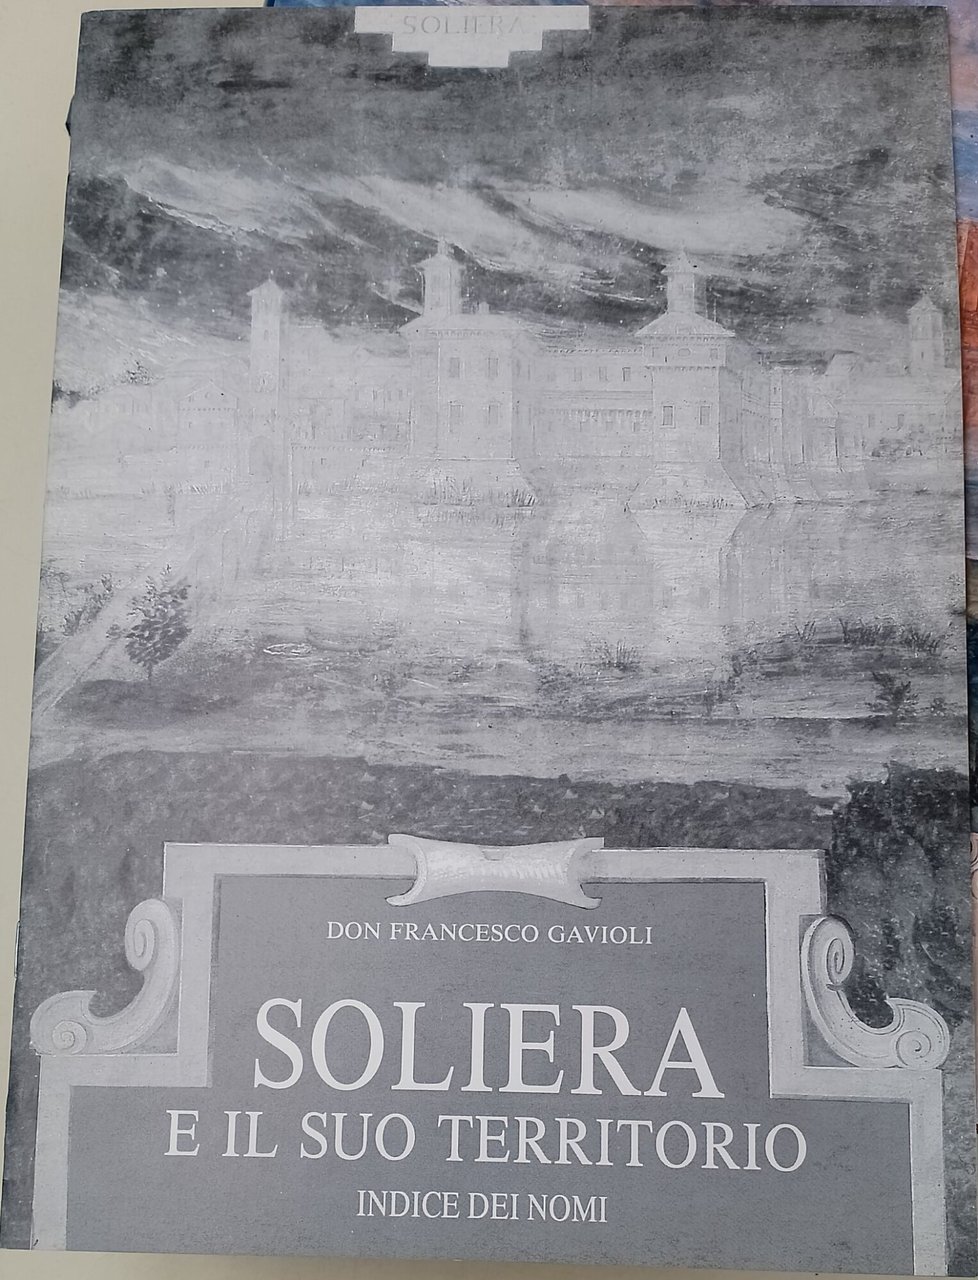 SOLIERA
DON FRANCESCO GAVIOLI
SOLIERA
E IL SUO TERRITORIO
INDICE DEI NOMI